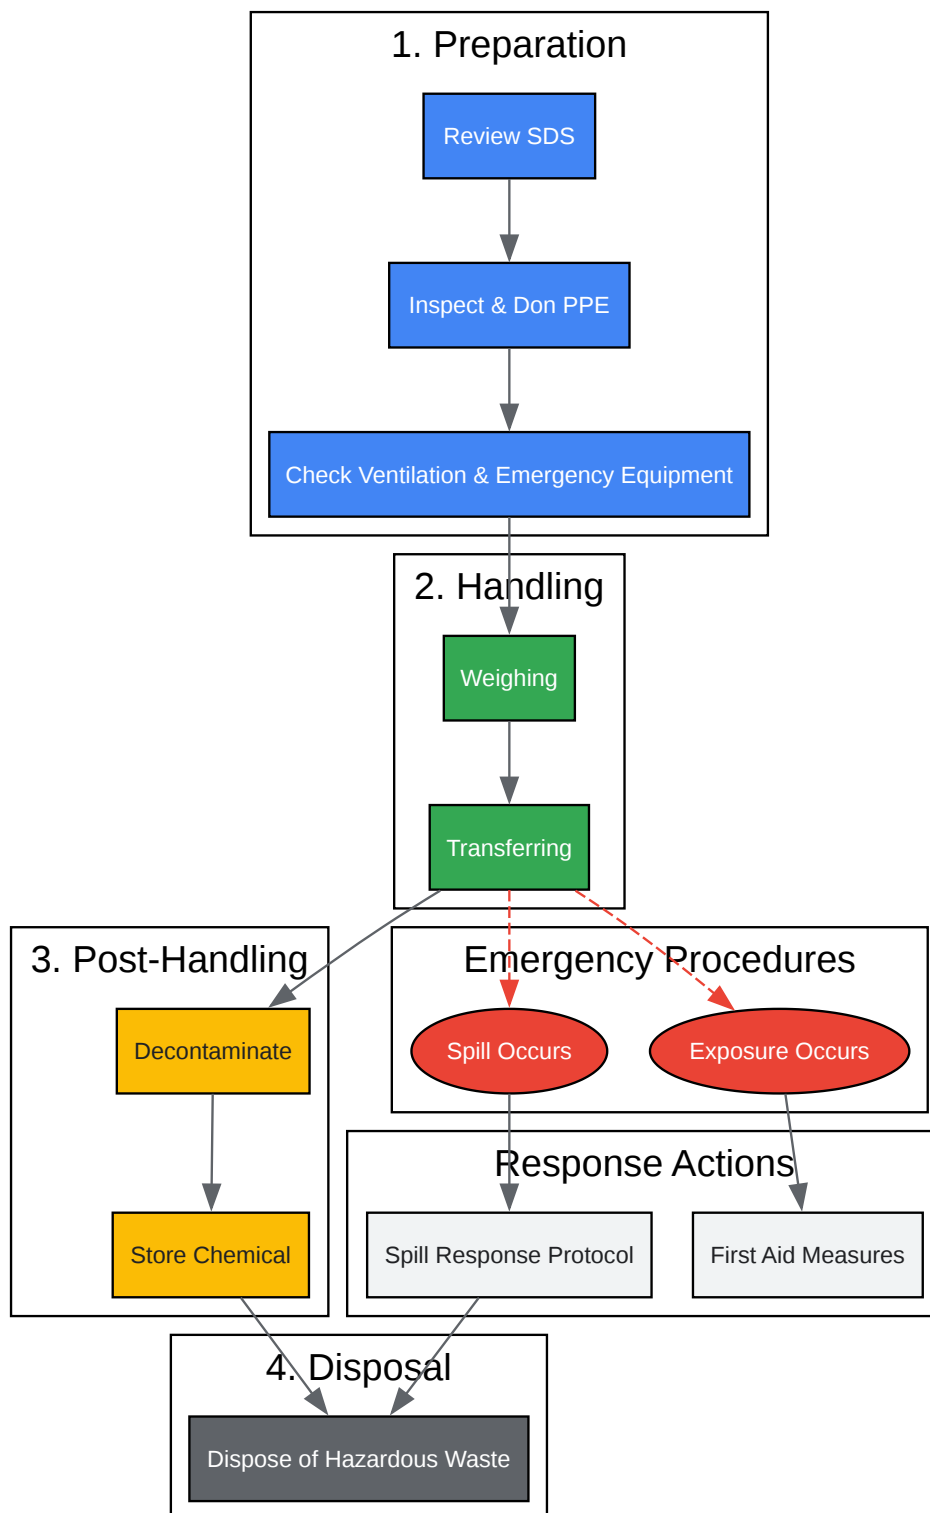 1. Preparation
Review SDS
Inspect & Don PPE
Check Ventilation & Emergency Equipment
2. Handling
Weighing
Transferring
3. Post-Handling
Emergency Procedures
Decontaminate
Spill Occurs
Exposure Occurs
Response Actions
Store Chemical
Spill Response Protocol
First Aid Measures
4. Disposal
Dispose of Hazardous Waste